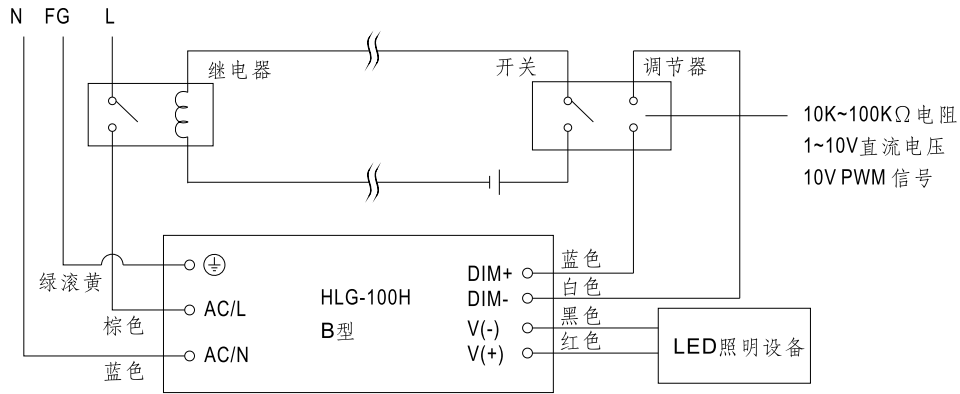 N FG L
继电器
开关
调节器
10K~100KΩ电阻
1~10V直流电压
10V PWM 信号
绿滚黄
棕色
蓝色
AC/L
AC/N
HLG-100H
B型
DIM+
DIM-
V(-)
V(+)
蓝色
白色
黑色
红色
LED照明设备